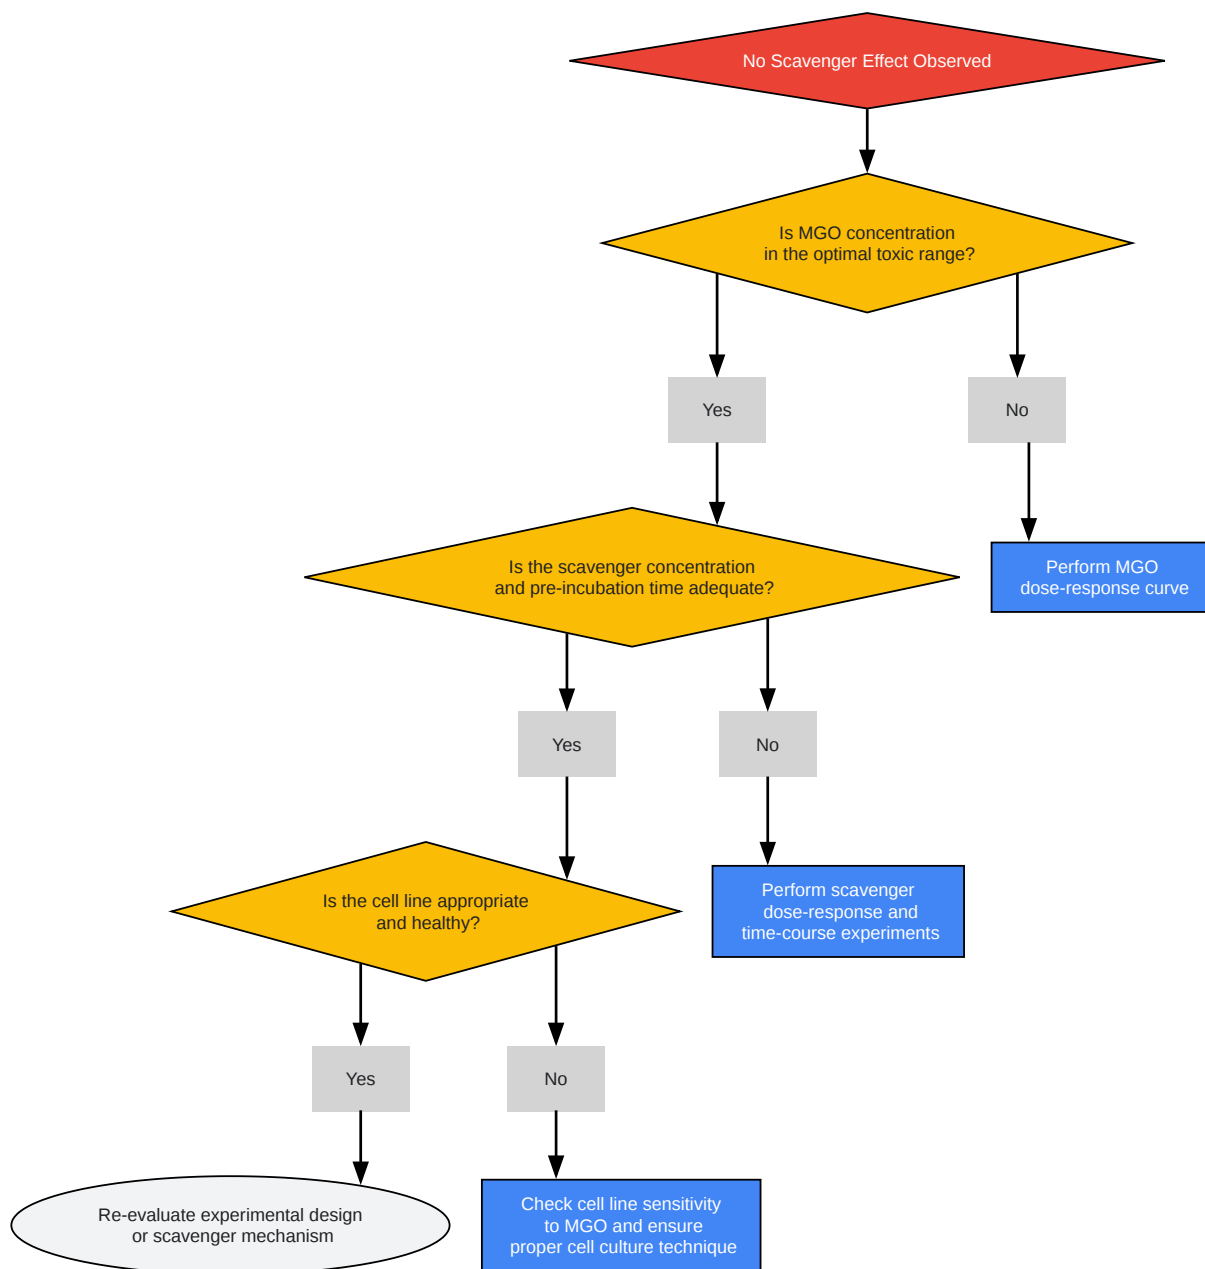 No Scavenger Effect Observed
Is MGO concentration
in the optimal toxic range?
Yes
No
Is the scavenger concentration
and pre-incubation time adequate?
Perform MGO
dose-response curve
Yes
No
Is the cell line appropriate
and healthy?
Perform scavenger
dose-response and
time-course experiments
Yes
No
Re-evaluate experimental design
or scavenger mechanism
Check cell line sensitivity
to MGO and ensure
proper cell culture technique